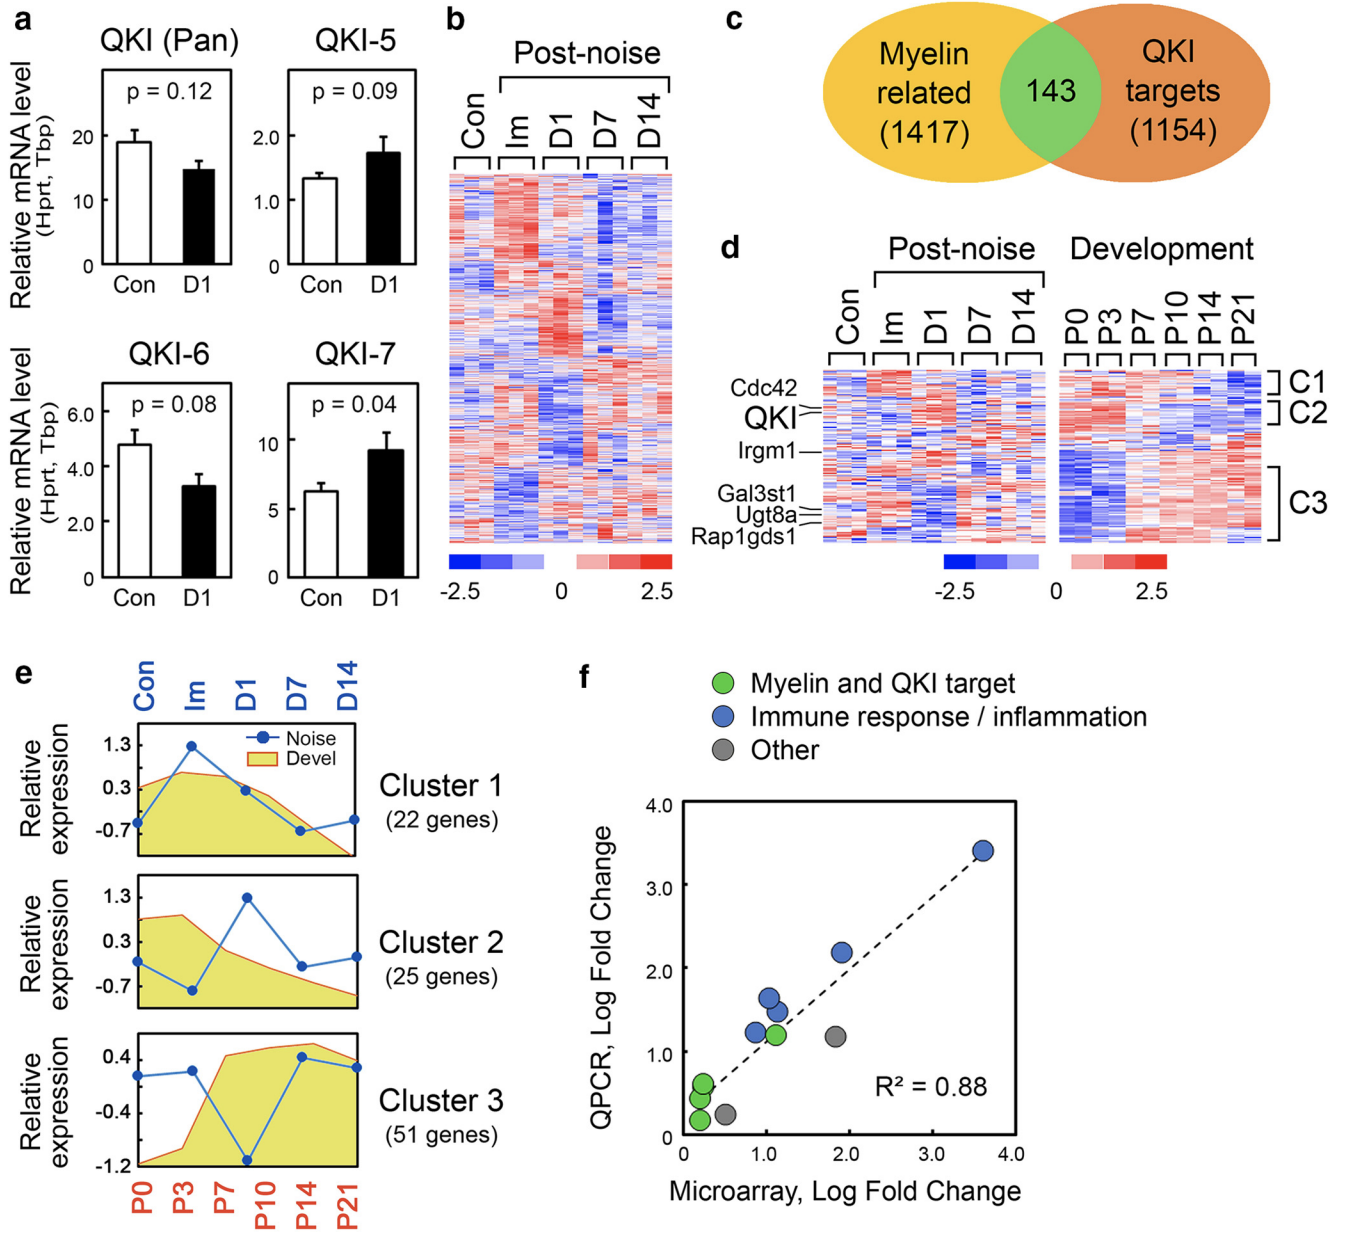 a
QKI (Pan)
QKI-5
Relative mRNA level
(Hprt, Tbp)
p = 0.12
20
10
0
Con D1
p = 0.09
2.0
1.0
0
Con D1
QKI-6
QKI-7
Relative mRNA level
(Hprt, Tbp)
p = 0.08
6.0
4.0
2.0
0
Con D1
p = 0.04
10
5
0
Con D1
b
Post-noise
Con Im D1 D7 D14
-2.5 0 2.5
c
Myelin
related
(1417)
143
QKI
targets
(1154)
d
Post-noise
Development
Con Im D1 D7 D14
P0 P3 P7 P10 P14 P21
Cdc42
QKI
Irgm1
Gal3st1
Ugt8a
Rap1gds1
C1
C2
C3
-2.5 0 2.5
e
Con Im D1 D7 D14
Relative
expression
1.3
0.3
-0.7
Noise
Devel
Cluster 1
(22 genes)
Relative
expression
1.3
0.3
-0.7
Cluster 2
(25 genes)
Relative
expression
0.4
-0.4
-1.2
Cluster 3
(51 genes)
P0 P3 P7 P10 P14 P21
f
Myelin and QKI target
Immune response / inflammation
Other
QPCR, Log Fold Change
4.0
3.0
2.0
1.0
0
R² = 0.88
0 1.0 2.0 3.0 4.0
Microarray, Log Fold Change